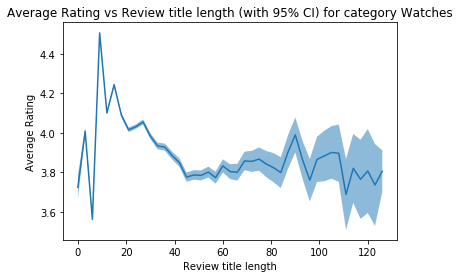 Average Rating vs Review title length (with 95% CI) for category Watches
Average Rating
4.4
4.2
4.0
3.8
3.6
0 20 40 60 80 100 120
Review title length